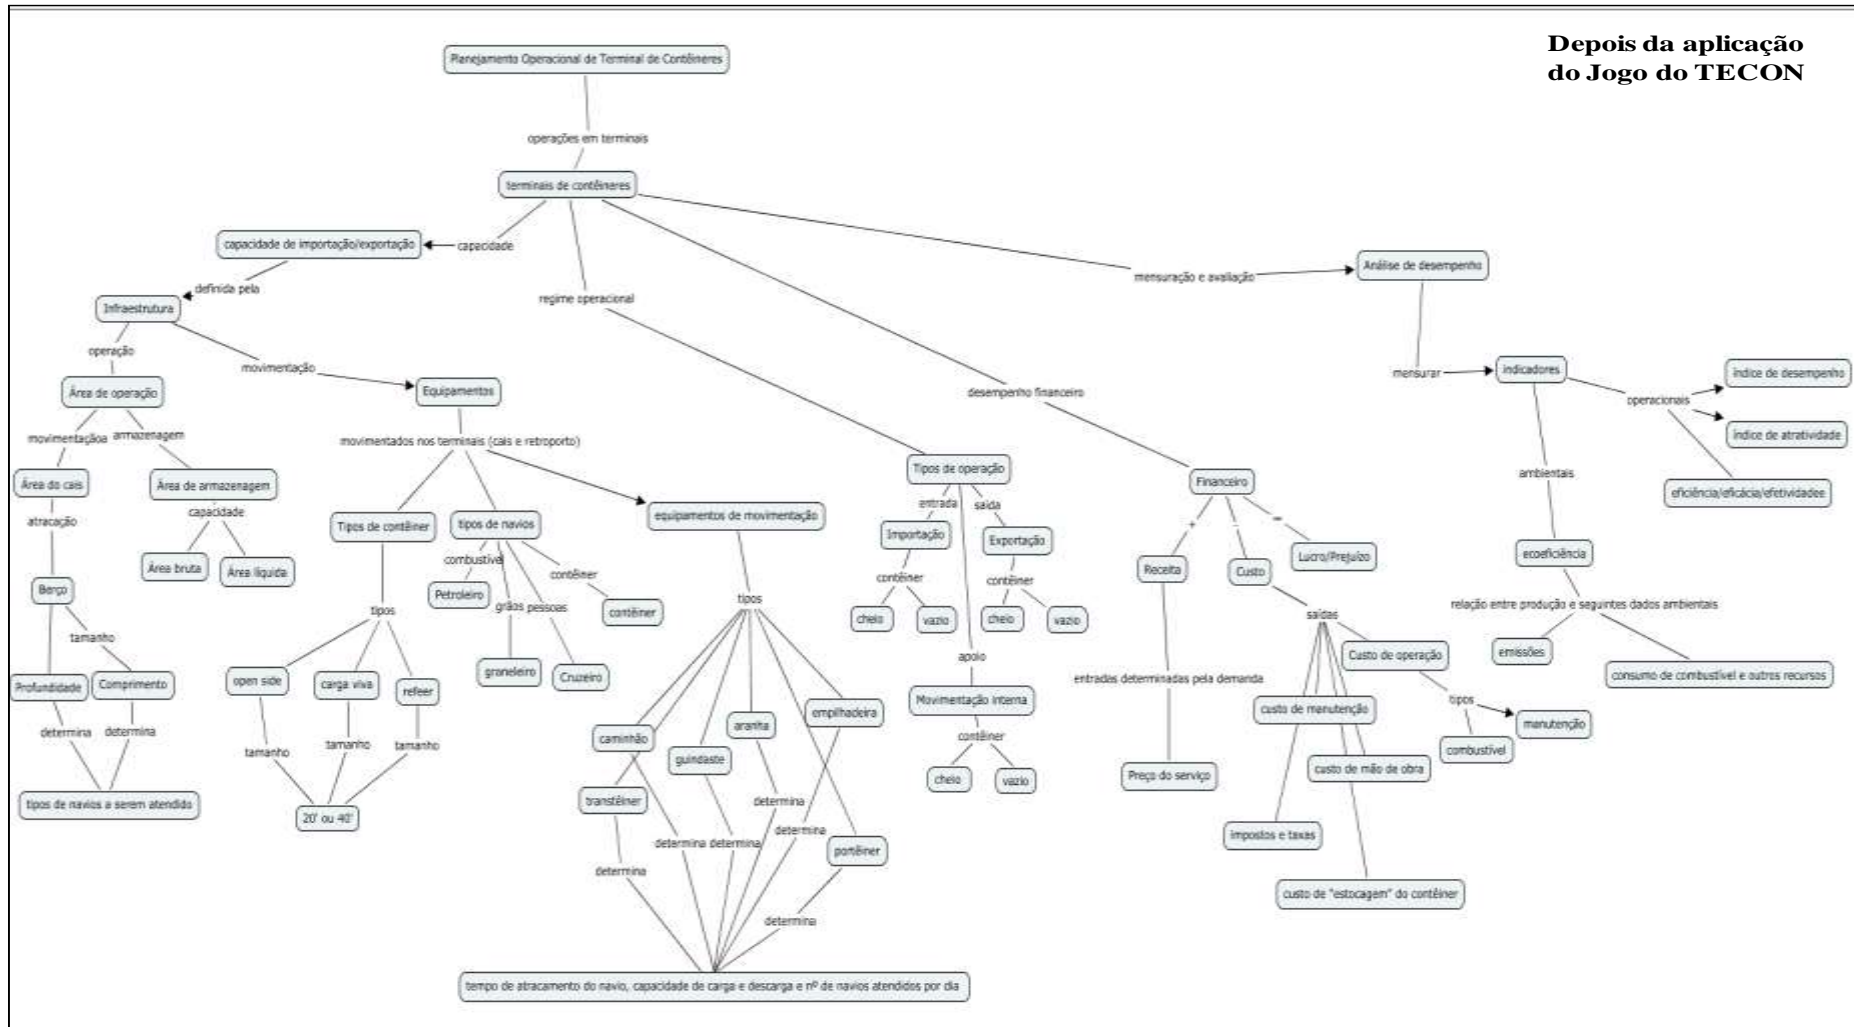 Depois da aplicação
do Jogo do TECON
Planejamento Operacional de Terminal de Contêineres
operações em terminais
terminais de contêineres
capacidade de importação/exportação
capacidade
definida pela
Infraestrutura
operação
movimentação
Área de operação
movimentaçãoa
armazenagem
Área do cais
Área de armazenagem
atracação
capacidade
Área bruta
Área líquida
Berço
tamanho
Profundidade
Comprimento
determina
determina
tipos de navios a serem atendido
Equipamentos
movimentados nos terminais (cais e retroporto)
Tipos de contêiner
tipos de navios
equipamentos de movimentação
tipos
open side
carga viva
refeer
tamanho
tamanho
tamanho
20' ou 40'
combustível
Petroleiro
grãos
pessoas
contêiner
contêiner
graneleiro
Cruzeiro
tipos
caminhão
guindaste
aranha
empilhadeira
transtêiner
portêiner
determina
determina
determina
determina
determina
determina
tempo de atracamento do navio, capacidade de carga e descarga e nº de navios atendidos por dia
regime operacional
Tipos de operação
entrada
saida
Importação
Exportação
contêiner
contêiner
cheio
vazio
cheio
vazio
apoio
Movimentação interna
contêiner
cheio
vazio
desempenho financeiro
Financeiro
+
-
=
Receita
Custo
Lucro/Prejuízo
entradas determinadas pela demanda
Preço do serviço
saídas
Custo de operação
tipos
manutenção
combustível
custo de manutenção
custo de mão de obra
impostos e taxas
custo de "estocagem" do contêiner
mensuração e avaliação
Análise de desempenho
mensurar
indicadores
operacionais
índice de desempenho
índice de atratividade
eficiência/eficácia/efetividadee
ambientais
ecoeficiência
relação entre produção e seguintes dados ambientais
emissões
consumo de combustível e outros recursos